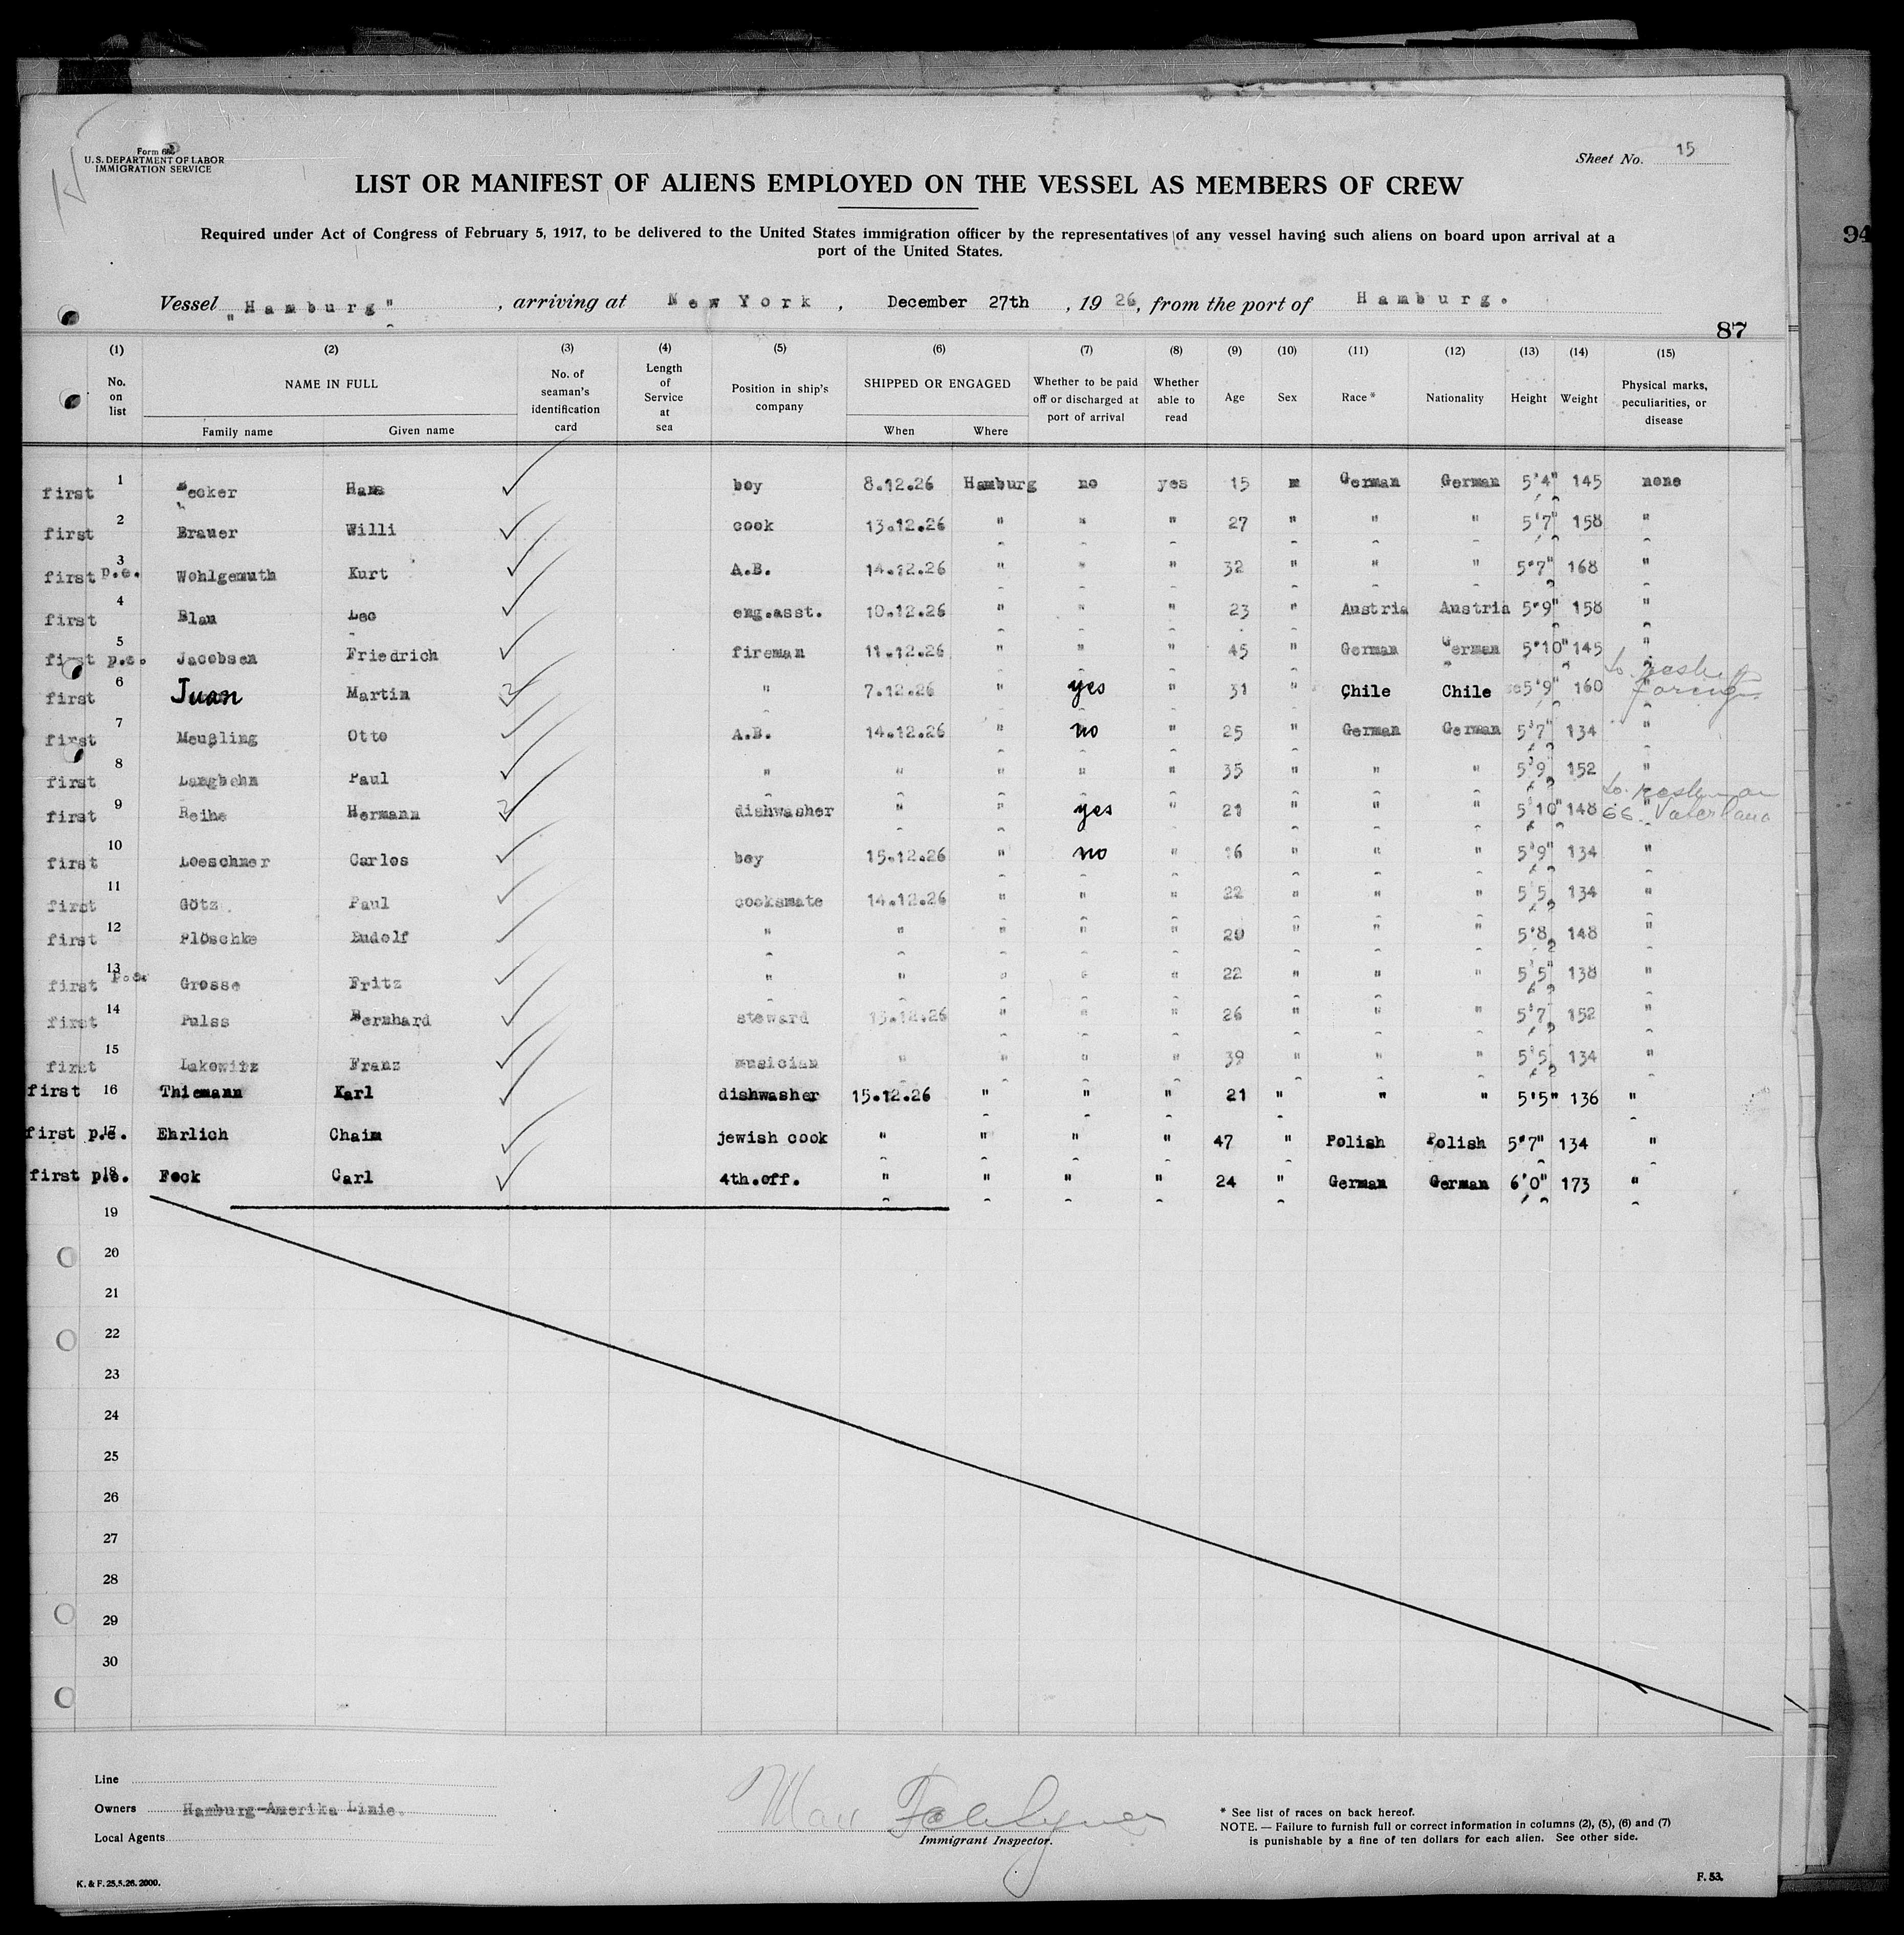 Form 689
U. S. DEPARTMENT OF LABOR
IMMIGRATION SERVICE
Sheet No. 15
LIST OR MANIFEST OF ALIENS EMPLOYED ON THE VESSEL AS MEMBERS OF CREW
Required under Act of Congress of February 5, 1917, to be delivered to the United States immigration officer by the representatives of any vessel having such aliens on board upon arrival at a
port of the United States.
94
Vessel "Hamburg", arriving at New York, December 27th, 1926, from the port of Hamburg.
87
(1) (2) (3) (4) (5) (6) (7) (8) (9) (10) (11) (12) (13) (14) (15)
No. on list NAME IN FULL Family name Given name No. of seaman's identification card Length of Service at sea Position in ship's company SHIPPED OR ENGAGED When Where Whether to be paid off or discharged at port of arrival Whether able to read Age Sex Race * Nationality Height Weight Physical marks, peculiarities, or disease
first 1 Becker Hans boy 8.12.26 Hamburg no yes 15 m German German 5'4" 145 none
first 2 Brauer Willi cook 13.12.26 " " " 27 " " " 5'7" 158 "
first p.e. 3 Wohlgemuth Kurt A.B. 14.12.26 " " " 32 " " " 5'7" 168 "
first 4 Blau Leo eng.asst. 10.12.26 " " " 23 " Austria Austria 5'9" 158 "
first p.e. 5 Jacobsen Friedrich fireman 11.12.26 " " " 45 " German German 5'10" 145 "
first 6 Juan Martin " 7.12.26 " yes " 31 " Chile Chile 5'9" 160 " to reship foreign
first 7 Meußling Otto A.B. 14.12.26 " no " 25 " German German 5'7" 134 "
first 8 Langbehn Paul " " " " " 35 " " " 5'9" 152 "
first 9 Reihe Hermann dishwasher " " yes " 21 " " " 5'10" 148 " to reship on
first 10 Loeschner Carlos boy 15.12.26 " no " 16 " " " 5'9" 134 "
first 11 Götz Paul cooksmate 14.12.26 " " " 22 " " " 5'5" 134 "
first 12 Plöschke Rudolf " " " " " 20 " " " 5'8" 148 "
first p.e. 13 Grosse Fritz " " " " " 22 " " " 5'5" 138 "
first 14 Pulss Bernhard steward 13.12.26 " " " 26 " " " 5'7" 152 "
first 15 Lakowitz Franz musician " " " " 39 " " " 5'5" 134 "
first 16 Thiemann Karl dishwasher 15.12.26 " " " 21 " " " 5'5" 136 "
first p.e. 17 Ehrlich Chaim jewish cook " " " " 47 " Polish Polish 5'7" 134 "
first p.e. 18 Fock Carl 4th.off. " " " " 24 " German German 6'0" 173 "
19
20
21
22
23
24
25
26
27
28
29
30
Line
Owners Hamburg-Amerika Linie.
Local Agents
Immigrant Inspector.
* See list of races on back hereof.
NOTE. — Failure to furnish full or correct information in columns (2), (5), (6) and (7)
is punishable by a fine of ten dollars for each alien. See other side.
K. & F. 25.5.26. 2000.
F. 53.